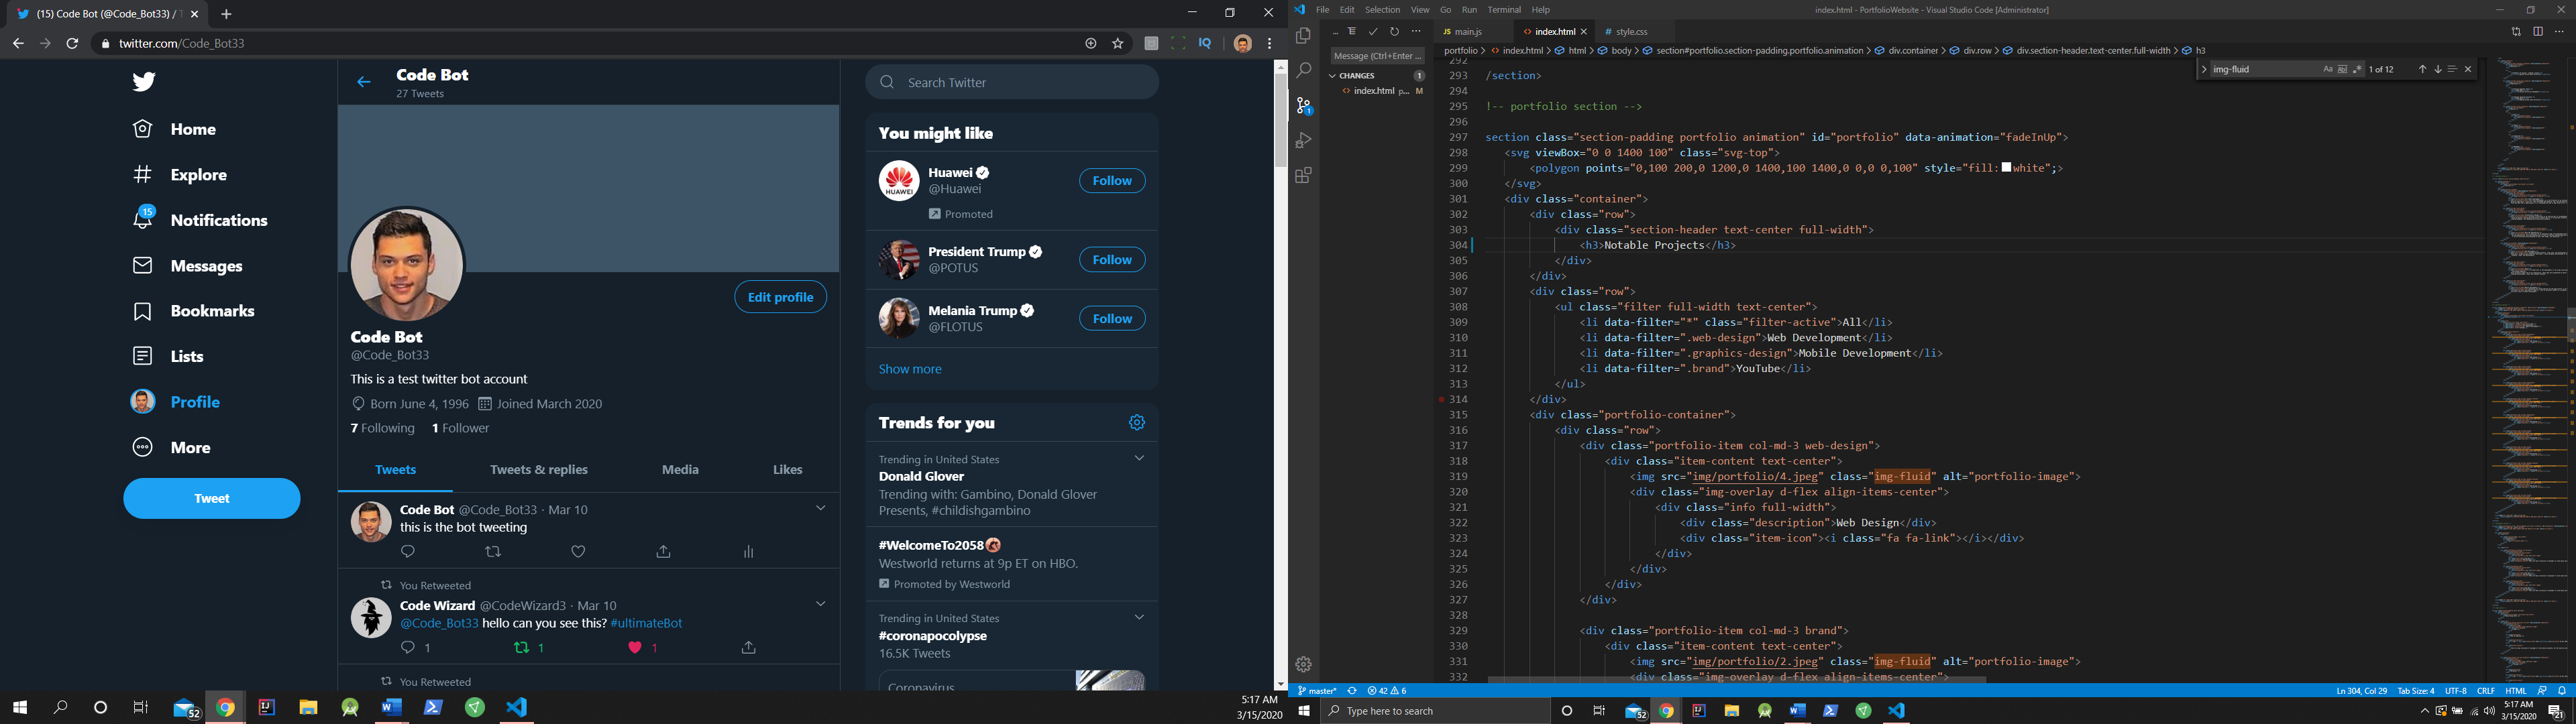 (15) Code Bot (@Code_Bot33) / T
twitter.com/Code_Bot33
Home
Explore
15
Notifications
Messages
Bookmarks
Lists
Profile
More
Tweet
Code Bot
27 Tweets
Edit profile
Code Bot
@Code_Bot33
This is a test twitter bot account
Born June 4, 1996 Joined March 2020
7 Following 1 Follower
Tweets Tweets & replies Media Likes
Code Bot @Code_Bot33 · Mar 10
this is the bot tweeting
You Retweeted
Code Wizard @CodeWizard3 · Mar 10
@Code_Bot33 hello can you see this? #ultimateBot
1 1 1
You Retweeted
Search Twitter
You might like
HUAWEI
Huawei
@Huawei
Follow
Promoted
President Trump
@POTUS
Follow
Melania Trump
@FLOTUS
Follow
Show more
Trends for you
Trending in United States
Donald Glover
Trending with: Gambino, Donald Glover
Presents, #childishgambino
#WelcomeTo2058
Westworld returns at 9p ET on HBO.
Promoted by Westworld
Trending in United States
#coronapocolypse
16.5K Tweets
Coronavirus
52
5:17 AM
3/15/2020
File Edit Selection View Go Run Terminal Help
index.html - PortfolioWebsite - Visual Studio Code [Administrator]
JS main.js
<> index.html
# style.css
portfolio > index.html > html > body > section#portfolio.section-padding.portfolio.animation > div.container > div.row > div.section-header.text-center.full-width > h3
Message (Ctrl+Enter ...
CHANGES 1
index.html p... M
img-fluid 1 of 12
292
293 /section>
294
295 !-- portfolio section -->
296
297 section class="section-padding portfolio animation" id="portfolio" data-animation="fadeInUp">
298 <svg viewBox="0 0 1400 100" class="svg-top">
299 <polygon points="0,100 200,0 1200,0 1400,100 1400,0 0,0 0,100" style="fill:white";>
300 </svg>
301 <div class="container">
302 <div class="row">
303 <div class="section-header text-center full-width">
304 <h3>Notable Projects</h3>
305 </div>
306 </div>
307 <div class="row">
308 <ul class="filter full-width text-center">
309 <li data-filter="*" class="filter-active">All</li>
310 <li data-filter=".web-design">Web Development</li>
311 <li data-filter=".graphics-design">Mobile Development</li>
312 <li data-filter=".brand">YouTube</li>
313 </ul>
314 </div>
315 <div class="portfolio-container">
316 <div class="row">
317 <div class="portfolio-item col-md-3 web-design">
318 <div class="item-content text-center">
319 <img src="img/portfolio/4.jpeg" class="img-fluid" alt="portfolio-image">
320 <div class="img-overlay d-flex align-items-center">
321 <div class="info full-width">
322 <div class="description">Web Design</div>
323 <div class="item-icon"><i class="fa fa-link"></i></div>
324 </div>
325 </div>
326 </div>
327 </div>
328
329 <div class="portfolio-item col-md-3 brand">
330 <div class="item-content text-center">
331 <img src="img/portfolio/2.jpeg" class="img-fluid" alt="portfolio-image">
332 <div class="img-overlay d-flex align-items-center">
master* 42 6
Ln 304, Col 29 Tab Size: 4 UTF-8 CRLF HTML
Type here to search
52
5:17 AM
3/15/2020
21